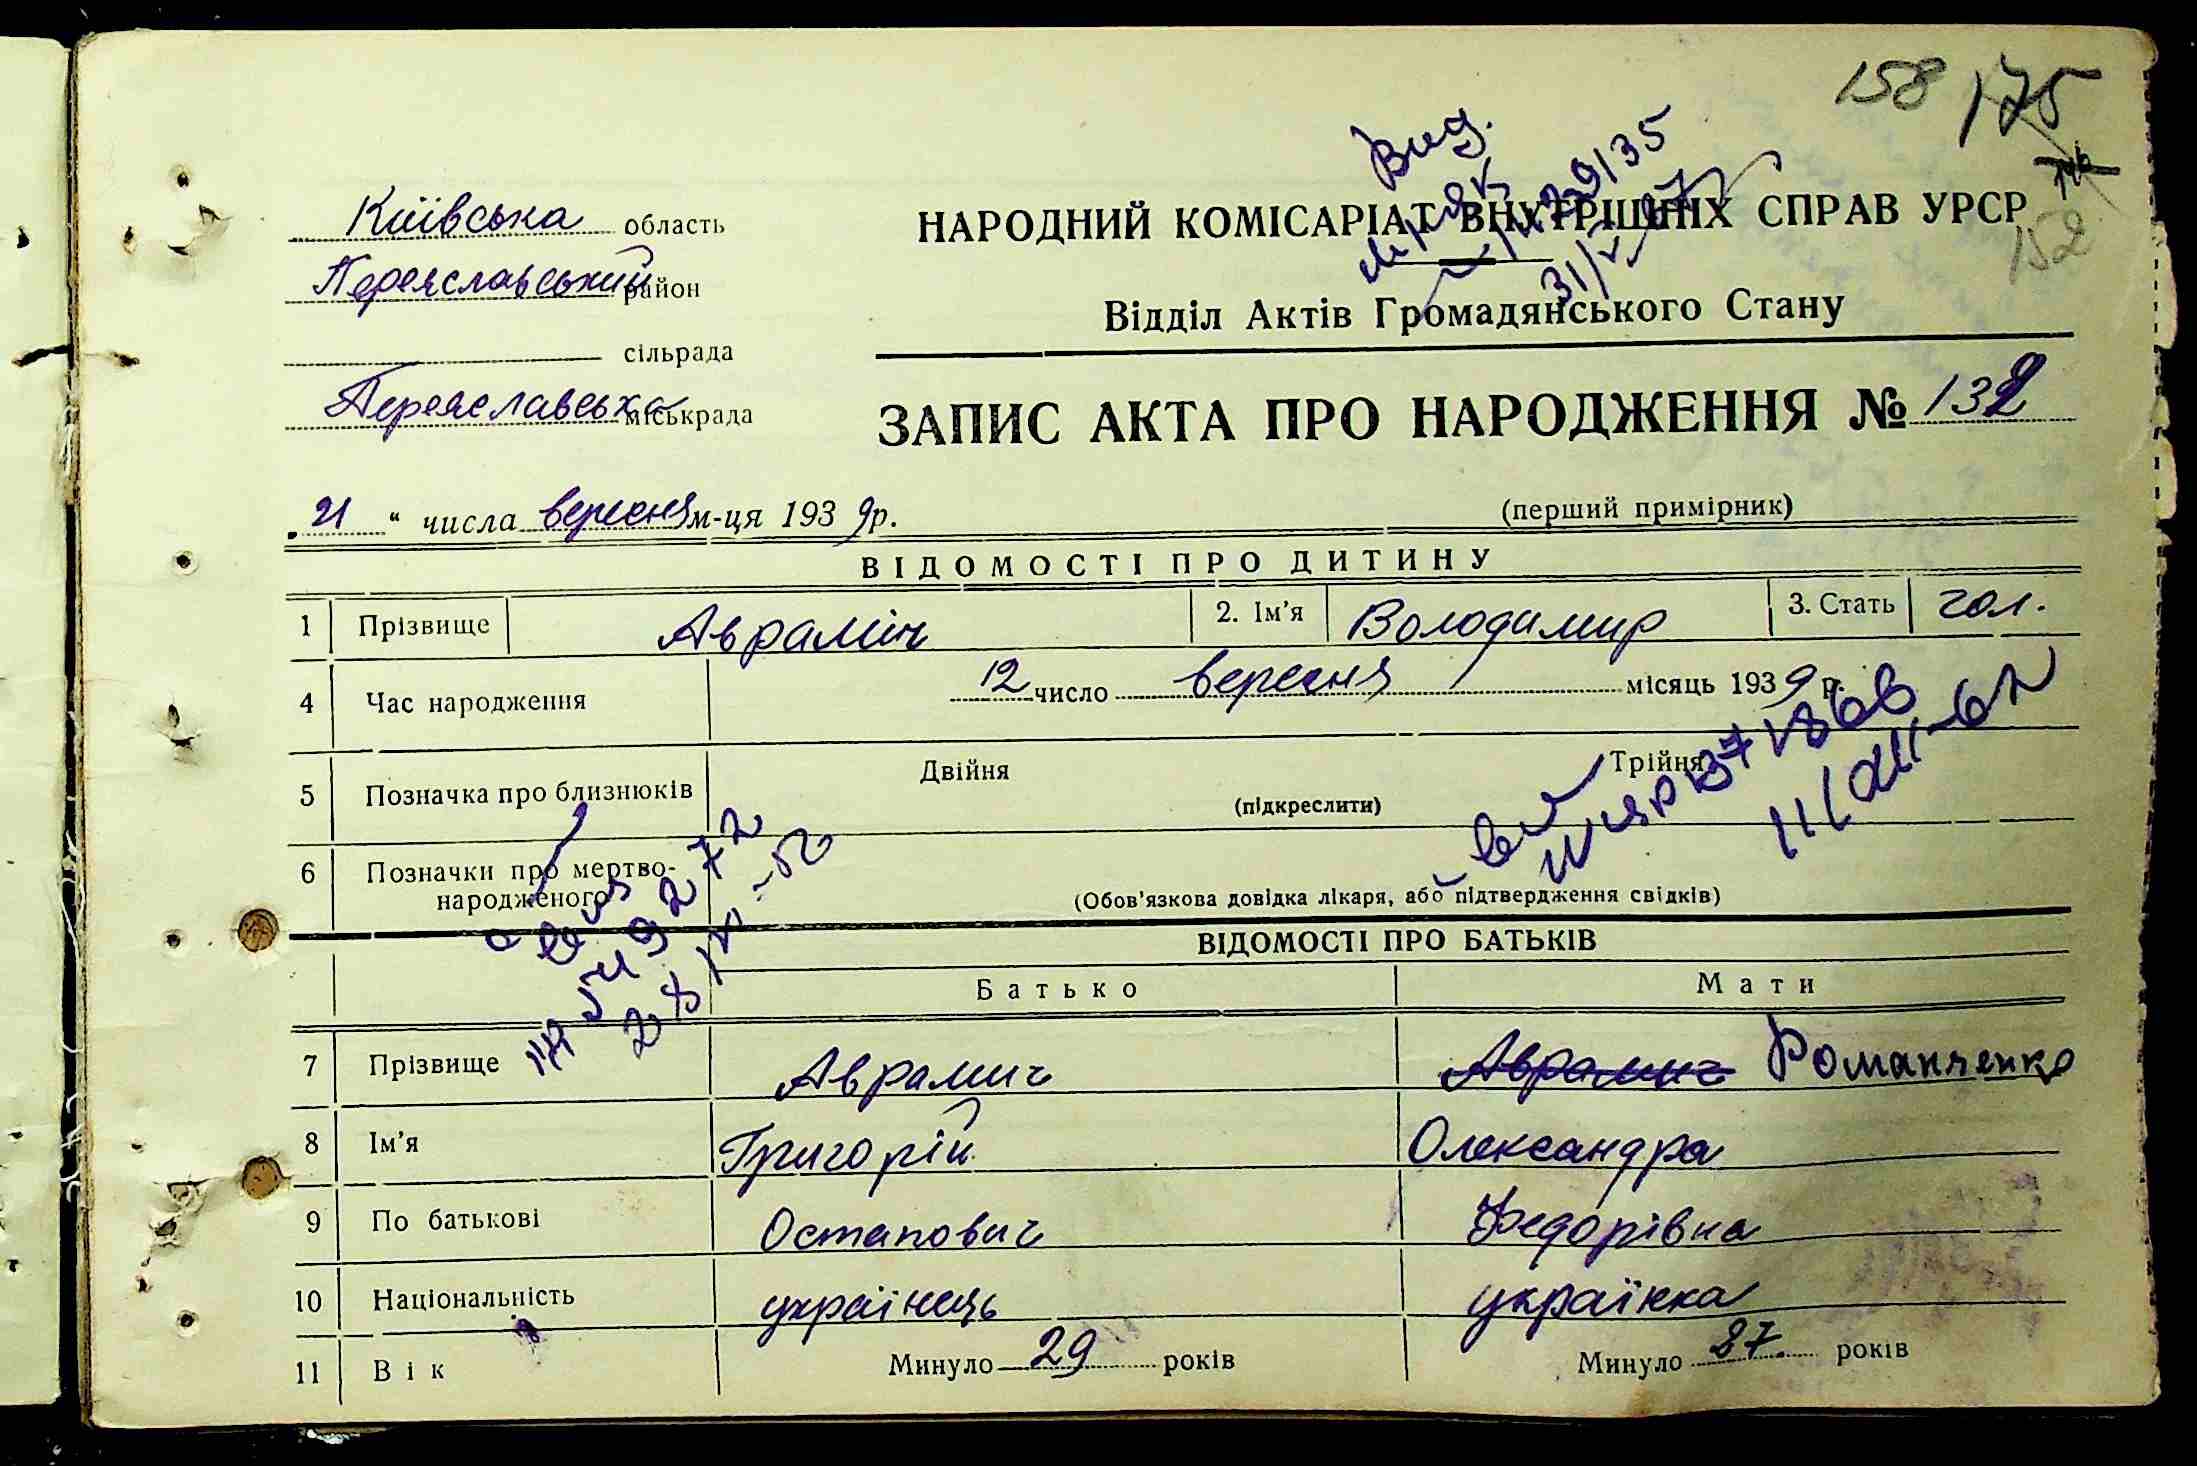 158 175
152
Вид.
Київська область
НАРОДНИЙ КОМІСАРІАТ ВНУТРІШНІХ СПРАВ УРСР
Переяславський район
Відділ Актів Громадянського Стану
сільрада
Переяславська міськрада
ЗАПИС АКТА ПРО НАРОДЖЕННЯ № 132
21 " числа вересня м-ця 1939р.
(перший примірник)
ВІДОМОСТІ ПРО ДИТИНУ
1 Прізвище Авраміч 2. Ім'я Володимир 3. Стать чол.
4 Час народження 12 число вересня місяць 1939 р.
5 Позначка про близнюків Двійня Трійня
(підкреслити)
6 Позначки про мертво-
народженого (Обов'язкова довідка лікаря, або підтвердження свідків)
ВІДОМОСТІ ПРО БАТЬКІВ
Батько Мати
7 Прізвище Аврамич Аврамич Романченко
8 Ім'я Григорій Олександра
9 По батькові Остапович Федорівна
10 Національність українець українка
11 Вік Минуло 29 років Минуло 27. років